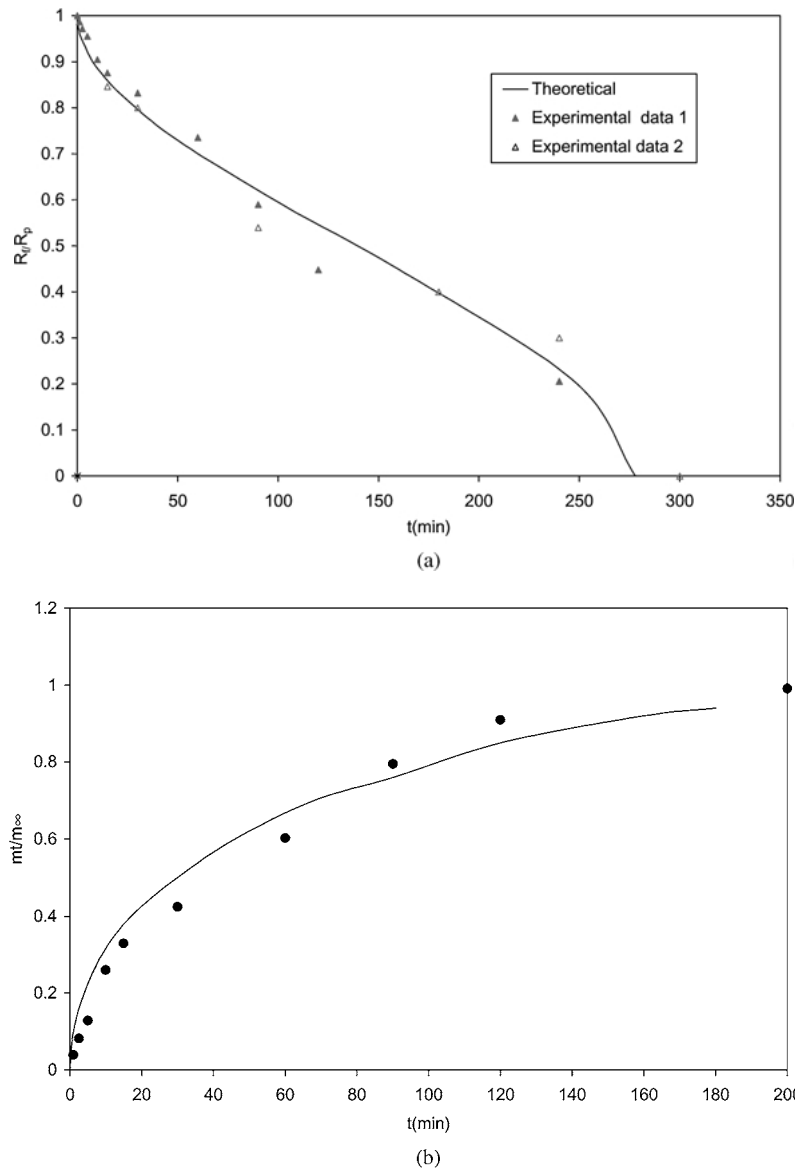 1
0.9
0.8
0.7
0.6
0.5
0.4
0.3
0.2
0.1
0
Rf/Rp
Theoretical
Experimental data 1
Experimental data 2
0 50 100 150 200 250 300 350
t(min)
(a)
1.2
1
0.8
0.6
0.4
0.2
0
mt/m∞
0 20 40 60 80 100 120 140 160 180 200
t(min)
(b)